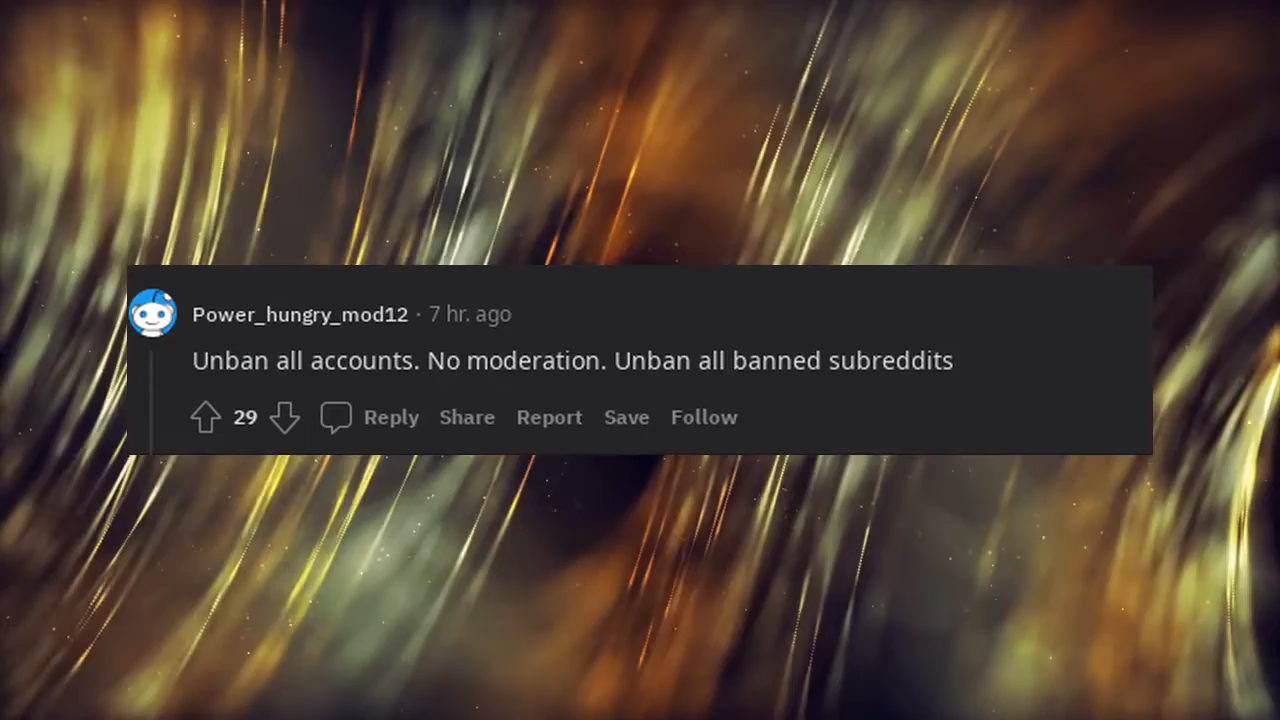 Power_hungry_mod12 · 7 hr. ago
Unban all accounts. No moderation. Unban all banned subreddits
29 Reply Share Report Save Follow